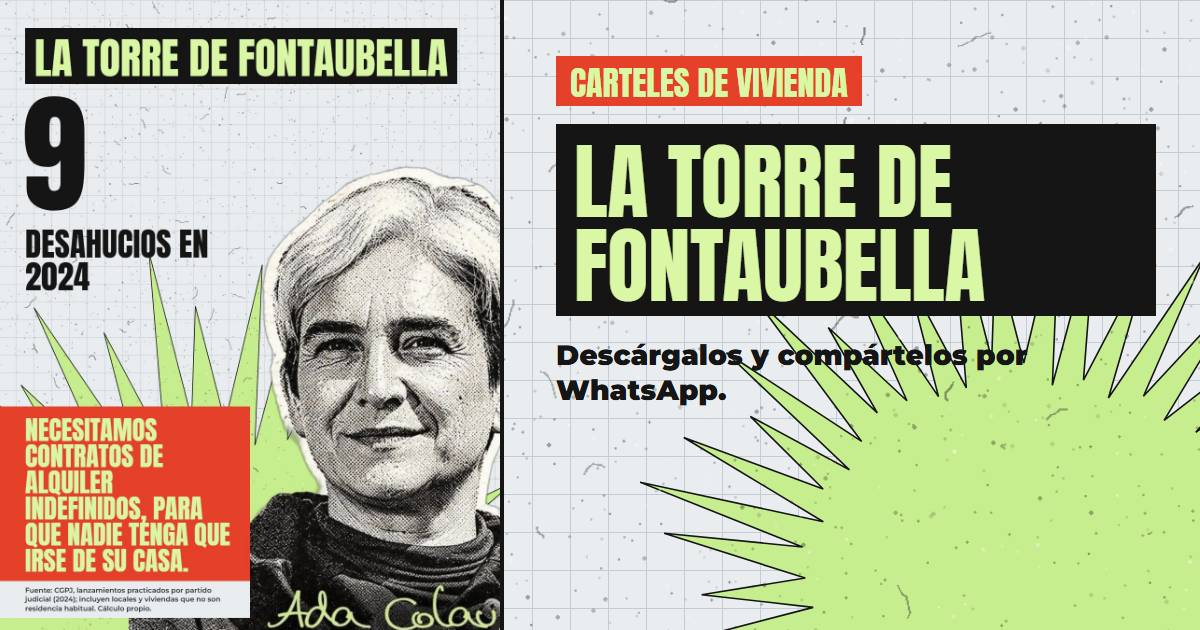 LA TORRE DE FONTAUBELLA
9
DESAHUCIOS EN
2024
NECESITAMOS
CONTRATOS DE
ALQUILER
INDEFINIDOS, PARA
QUE NADIE TENGA QUE
IRSE DE SU CASA.
Fuente: CGPJ, lanzamientos practicados por partido
judicial (2024); incluyen locales y viviendas que no son
residencia habitual. Cálculo propio.
Ada Colau
CARTELES DE VIVIENDA
LA TORRE DE
FONTAUBELLA
Descárgalos y compártelos por
WhatsApp.